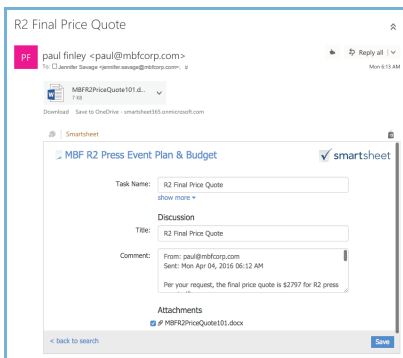 R2 Final Price Quote
PF
paul finley <paul@mbfcorp.com>
To: Jennifer Savage <jennifer.savage@mbfcorp.com>;
Reply all
Mon 6:13 AM
MBFR2PriceQuote101.d...
7 KB
Download Save to OneDrive - smartsheet365.onmicrosoft.com
Smartsheet
MBF R2 Press Event Plan & Budget
smartsheet
Task Name: R2 Final Price Quote
show more
Discussion
Title: R2 Final Price Quote
Comment: From: paul@mbfcorp.com
Sent: Mon Apr 04, 2016 06:12 AM
Per your request, the final price quote is $2797 for R2 press
Attachments
MBFR2PriceQuote101.docx
< back to search
Save